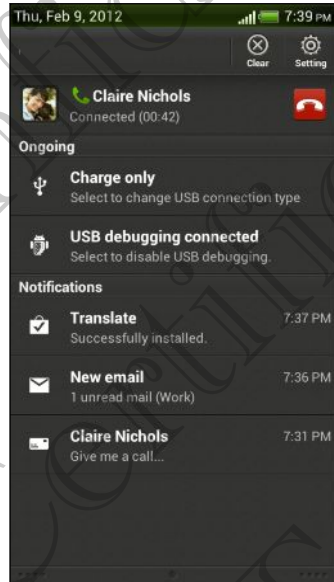 Thu, Feb 9, 2012 7:39 PM
Clear Setting
Claire Nichols
Connected (00:42)
Ongoing
Charge only
Select to change USB connection type
USB debugging connected
Select to disable USB debugging.
Notifications
Translate 7:37 PM
Successfully installed.
New email 7:36 PM
1 unread mail (Work)
Claire Nichols 7:31 PM
Give me a call...